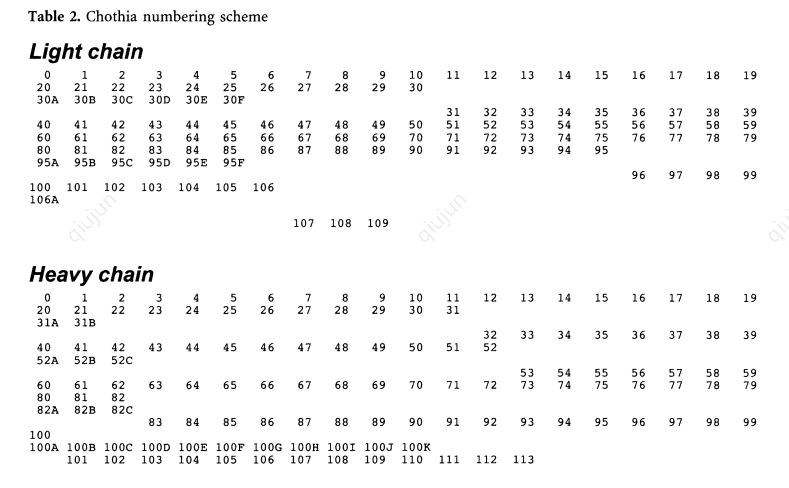 Table 2. Chothia numbering scheme
Light chain
0 1 2 3 4 5 6 7 8 9 10 11 12 13 14 15 16 17 18 19
20 21 22 23 24 25 26 27 28 29 30
30A 30B 30C 30D 30E 30F
31 32 33 34 35 36 37 38 39
40 41 42 43 44 45 46 47 48 49 50 51 52 53 54 55 56 57 58 59
60 61 62 63 64 65 66 67 68 69 70 71 72 73 74 75 76 77 78 79
80 81 82 83 84 85 86 87 88 89 90 91 92 93 94 95
95A 95B 95C 95D 95E 95F
96 97 98 99
100 101 102 103 104 105 106
106A
107 108 109
qiujun qiujun qiu
Heavy chain
0 1 2 3 4 5 6 7 8 9 10 11 12 13 14 15 16 17 18 19
20 21 22 23 24 25 26 27 28 29 30 31
31A 31B
32 33 34 35 36 37 38 39
40 41 42 43 44 45 46 47 48 49 50 51 52
52A 52B 52C
53 54 55 56 57 58 59
60 61 62 63 64 65 66 67 68 69 70 71 72 73 74 75 76 77 78 79
80 81 82
82A 82B 82C
83 84 85 86 87 88 89 90 91 92 93 94 95 96 97 98 99
100
100A 100B 100C 100D 100E 100F 100G 100H 100I 100J 100K
101 102 103 104 105 106 107 108 109 110 111 112 113